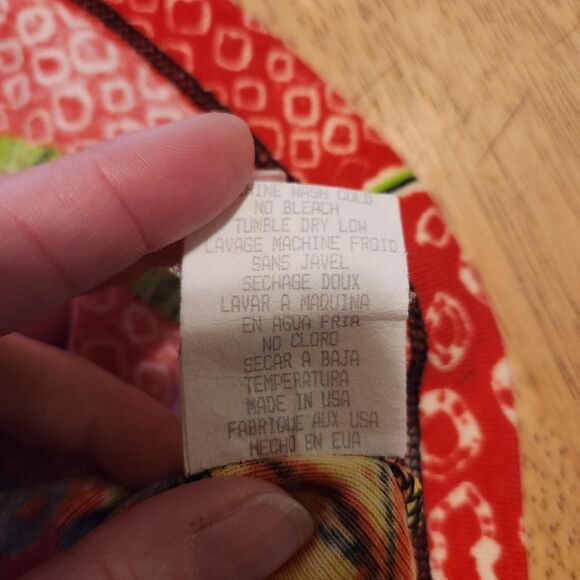 WASH COLD
NO BLEACH
TUMBLE DRY LOW
LAVAGE MACHINE FROID
SANS JAVEL
SECHAGE DOUX
LAVAR A MAQUINA
EN AGUA FRIA
NO CLORO
SECAR A BAJA
TEMPERATURA
MADE IN USA
FABRIQUE AUX USA
HECHO EN EUA